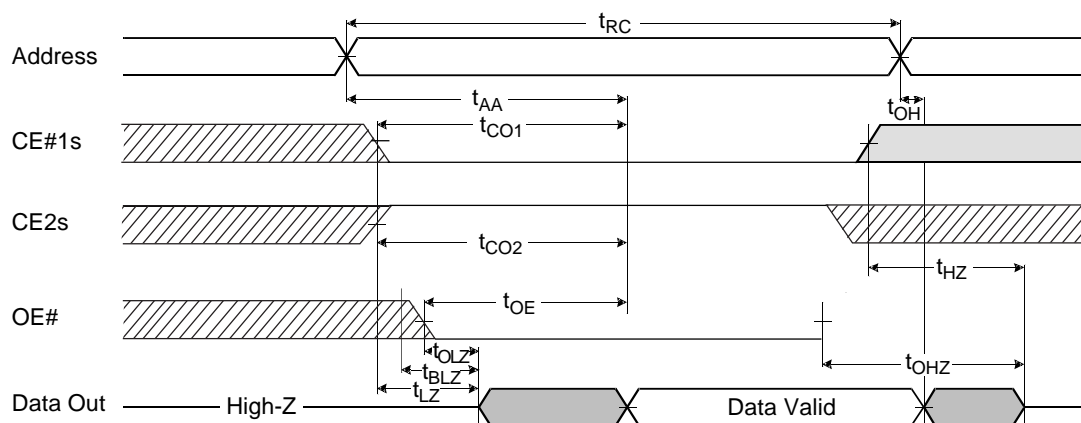 tRC
Address
tAA
tOH
tCO1
CE#1s
CE2s
tCO2
tHZ
tOE
OE#
tOLZ
tOHZ
tBLZ
tLZ
Data Out
High-Z
Data Valid